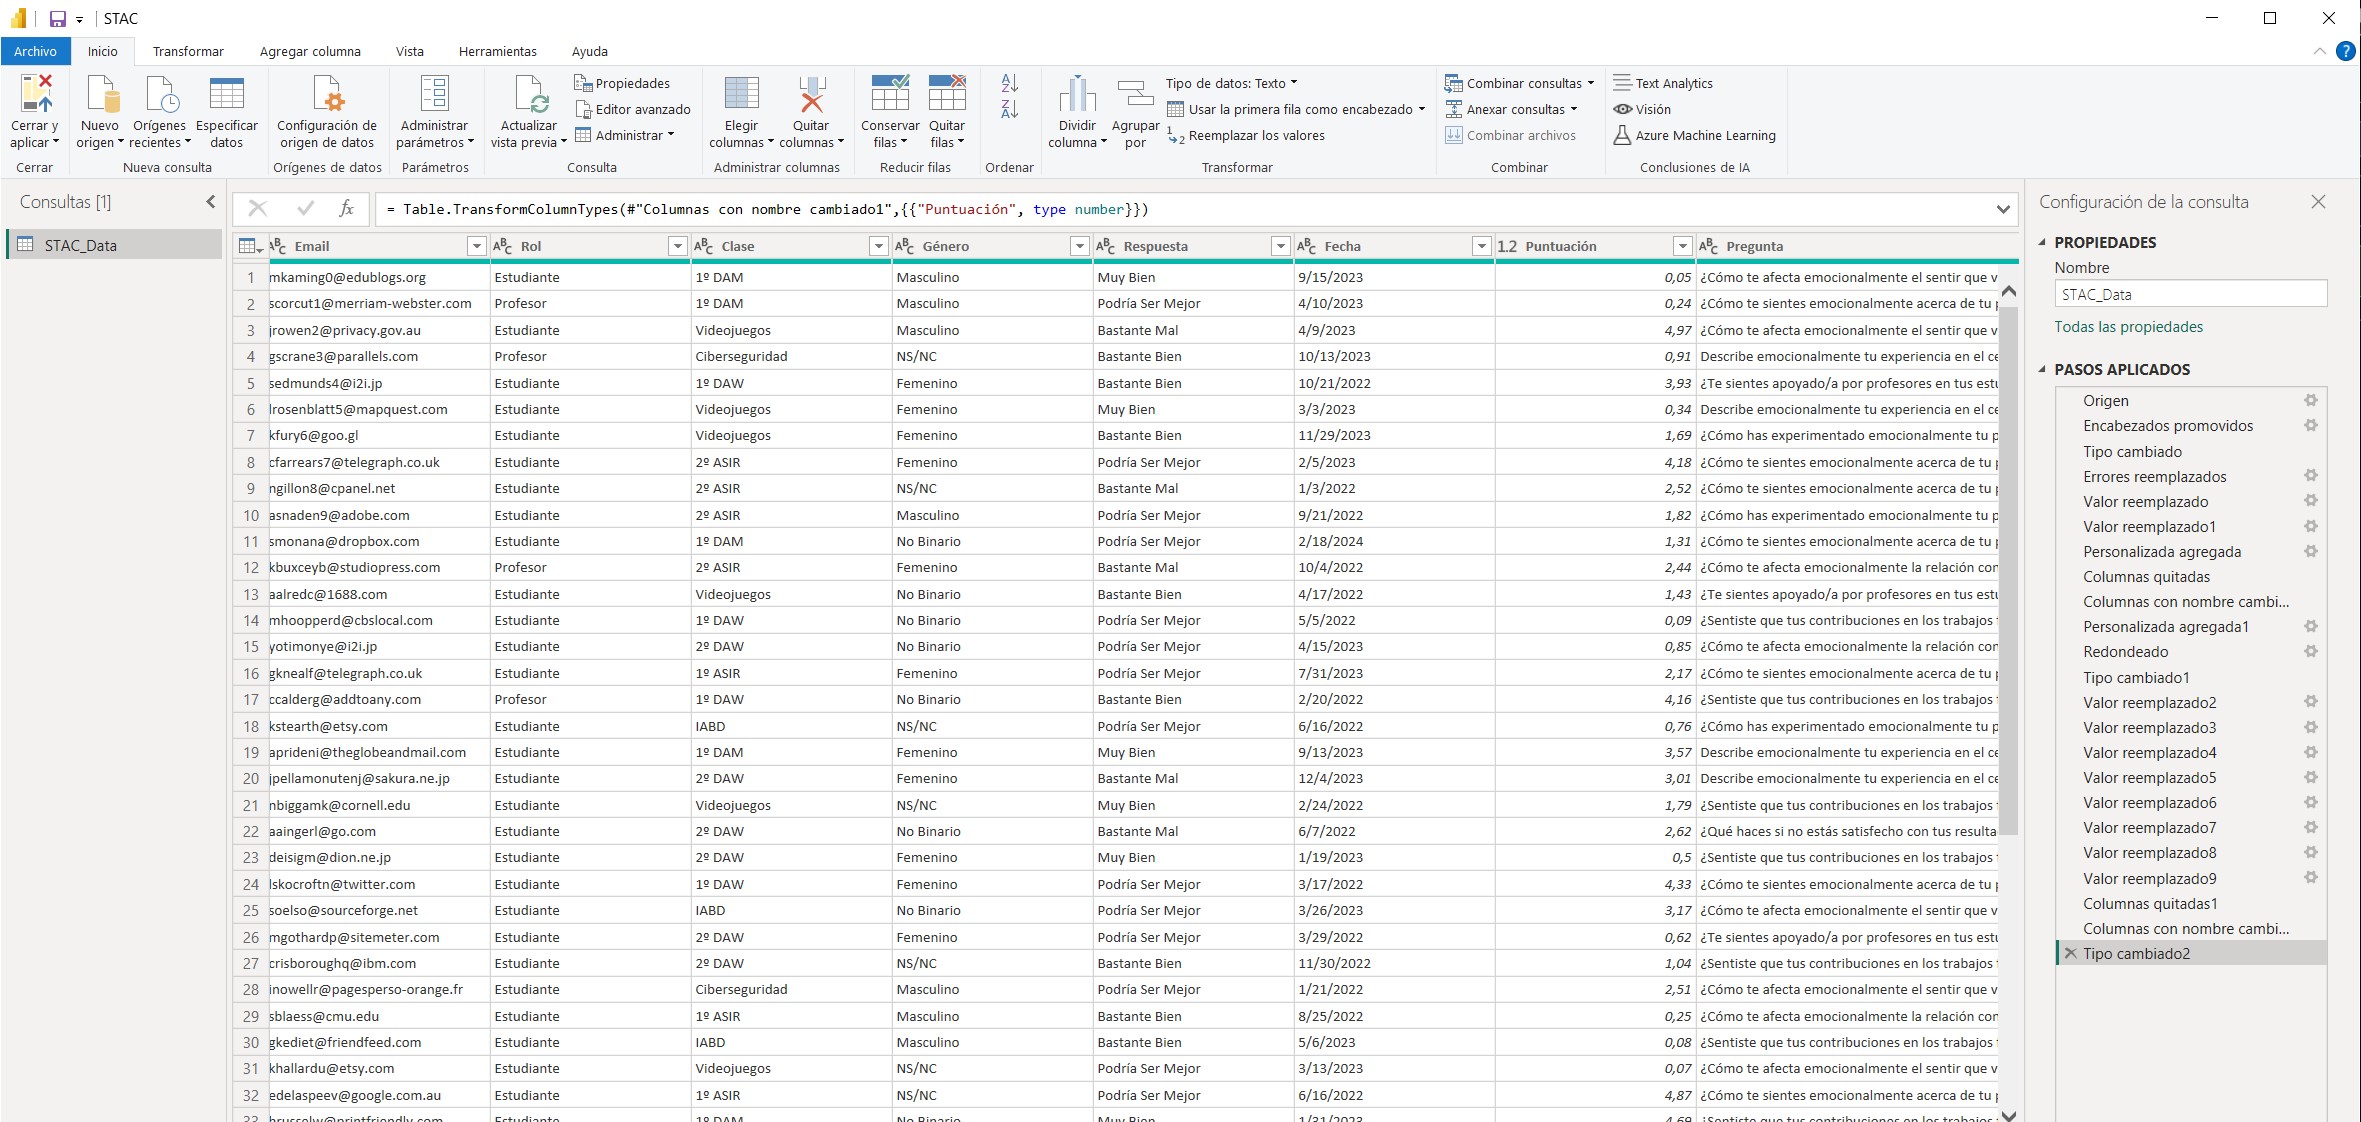 STAC
Archivo Inicio Transformar Agregar columna Vista Herramientas Ayuda
Cerrar y aplicar
Nuevo origen
Orígenes recientes
Especificar datos
Configuración de origen de datos
Administrar parámetros
Actualizar vista previa
Propiedades
Editor avanzado
Administrar
Elegir columnas
Quitar columnas
Conservar filas
Quitar filas
Dividir columna
Agrupar por
Tipo de datos: Texto
Usar la primera fila como encabezado
Reemplazar los valores
Combinar consultas
Anexar consultas
Combinar archivos
Text Analytics
Visión
Azure Machine Learning
Cerrar Nueva consulta Orígenes de datos Parámetros Consulta Administrar columnas Reducir filas Ordenar Transformar Combinar Conclusiones de IA
Consultas [1]
STAC_Data
= Table.TransformColumnTypes(#"Columnas con nombre cambiado1",{{"Puntuación", type number}})
Email Rol Clase Género Respuesta Fecha 1.2 Puntuación Pregunta
1 mkaming0@edublogs.org Estudiante 1º DAM Masculino Muy Bien 9/15/2023 0,05 ¿Cómo te afecta emocionalmente el sentir que v
2 scorcut1@merriam-webster.com Profesor 1º DAM Masculino Podría Ser Mejor 4/10/2023 0,24 ¿Cómo te sientes emocionalmente acerca de tu p
3 jrowen2@privacy.gov.au Estudiante Videojuegos Masculino Bastante Mal 4/9/2023 4,97 ¿Cómo te afecta emocionalmente el sentir que v
4 gscrane3@parallels.com Profesor Ciberseguridad NS/NC Bastante Bien 10/13/2023 0,91 Describe emocionalmente tu experiencia en el ce
5 sedmunds4@i2i.jp Estudiante 1º DAW Femenino Bastante Bien 10/21/2022 3,93 ¿Te sientes apoyado/a por profesores en tus estu
6 lrosenblatt5@mapquest.com Estudiante Videojuegos Femenino Muy Bien 3/3/2023 0,34 Describe emocionalmente tu experiencia en el ce
7 kfury6@goo.gl Estudiante Videojuegos Femenino Bastante Bien 11/29/2023 1,69 ¿Cómo has experimentado emocionalmente tu p
8 cfarrears7@telegraph.co.uk Estudiante 2º ASIR Femenino Podría Ser Mejor 2/5/2023 4,18 ¿Cómo te sientes emocionalmente acerca de tu p
9 ngillon8@cpanel.net Estudiante 2º ASIR NS/NC Bastante Mal 1/3/2022 2,52 ¿Cómo te sientes emocionalmente acerca de tu p
10 asnaden9@adobe.com Estudiante 2º ASIR Masculino Podría Ser Mejor 9/21/2022 1,82 ¿Cómo has experimentado emocionalmente tu p
11 smonana@dropbox.com Estudiante 1º DAM No Binario Podría Ser Mejor 2/18/2024 1,31 ¿Cómo te sientes emocionalmente acerca de tu p
12 kbuxceyb@studiopress.com Profesor 2º ASIR Femenino Bastante Mal 10/4/2022 2,44 ¿Cómo te afecta emocionalmente la relación con
13 aalredc@1688.com Estudiante Videojuegos No Binario Bastante Bien 4/17/2022 1,43 ¿Te sientes apoyado/a por profesores en tus estu
14 mhoopperd@cbslocal.com Estudiante 1º DAW No Binario Podría Ser Mejor 5/5/2022 0,09 ¿Sentiste que tus contribuciones en los trabajos
15 yotimonye@i2i.jp Estudiante 2º DAW No Binario Podría Ser Mejor 4/15/2023 0,85 ¿Cómo te afecta emocionalmente la relación con
16 gknealf@telegraph.co.uk Estudiante 1º ASIR Femenino Podría Ser Mejor 7/31/2023 2,17 ¿Cómo te sientes emocionalmente acerca de tu p
17 ccalderg@addtoany.com Profesor 1º DAW No Binario Bastante Bien 2/20/2022 4,16 ¿Sentiste que tus contribuciones en los trabajos
18 kstearth@etsy.com Estudiante IABD NS/NC Podría Ser Mejor 6/16/2022 0,76 ¿Cómo has experimentado emocionalmente tu p
19 aprideni@theglobeandmail.com Estudiante 1º DAM Femenino Muy Bien 9/13/2023 3,57 Describe emocionalmente tu experiencia en el ce
20 jpellamonutenj@sakura.ne.jp Estudiante 2º DAW Femenino Bastante Mal 12/4/2023 3,01 Describe emocionalmente tu experiencia en el ce
21 nbiggamk@cornell.edu Estudiante Videojuegos NS/NC Muy Bien 2/24/2022 1,79 ¿Sentiste que tus contribuciones en los trabajos
22 aaingerl@go.com Estudiante 2º DAW No Binario Bastante Mal 6/7/2022 2,62 ¿Qué haces si no estás satisfecho con tus resulta
23 deisigm@dion.ne.jp Estudiante 2º DAW Femenino Muy Bien 1/19/2023 0,5 ¿Sentiste que tus contribuciones en los trabajos
24 lskocroftn@twitter.com Estudiante 1º DAW Femenino Podría Ser Mejor 3/17/2022 4,33 ¿Cómo te sientes emocionalmente acerca de tu p
25 soelso@sourceforge.net Estudiante IABD No Binario Podría Ser Mejor 3/26/2023 3,17 ¿Cómo te afecta emocionalmente el sentir que v
26 mgothardp@sitemeter.com Estudiante 2º DAW Femenino Podría Ser Mejor 3/29/2022 0,62 ¿Te sientes apoyado/a por profesores en tus estu
27 crisboroughq@ibm.com Estudiante 2º DAW NS/NC Bastante Bien 11/30/2022 1,04 ¿Sentiste que tus contribuciones en los trabajos
28 inowellr@pagesperso-orange.fr Estudiante Ciberseguridad Masculino Podría Ser Mejor 1/21/2022 2,51 ¿Cómo te afecta emocionalmente el sentir que v
29 sblaess@cmu.edu Estudiante 1º ASIR Masculino Bastante Bien 8/25/2022 0,25 ¿Cómo te afecta emocionalmente la relación con
30 gkediet@friendfeed.com Estudiante IABD Masculino Bastante Bien 5/6/2023 0,08 ¿Sentiste que tus contribuciones en los trabajos
31 khallardu@etsy.com Estudiante Videojuegos NS/NC Podría Ser Mejor 3/13/2023 0,07 ¿Cómo te afecta emocionalmente el sentir que v
32 edelaspeev@google.com.au Estudiante 1º ASIR NS/NC Podría Ser Mejor 6/16/2022 4,87 ¿Cómo te sientes emocionalmente acerca de tu p
Configuración de la consulta
PROPIEDADES
Nombre
STAC_Data
Todas las propiedades
PASOS APLICADOS
Origen
Encabezados promovidos
Tipo cambiado
Errores reemplazados
Valor reemplazado
Valor reemplazado1
Personalizada agregada
Columnas quitadas
Columnas con nombre cambi...
Personalizada agregada1
Redondeado
Tipo cambiado1
Valor reemplazado2
Valor reemplazado3
Valor reemplazado4
Valor reemplazado5
Valor reemplazado6
Valor reemplazado7
Valor reemplazado8
Valor reemplazado9
Columnas quitadas1
Columnas con nombre cambi...
Tipo cambiado2